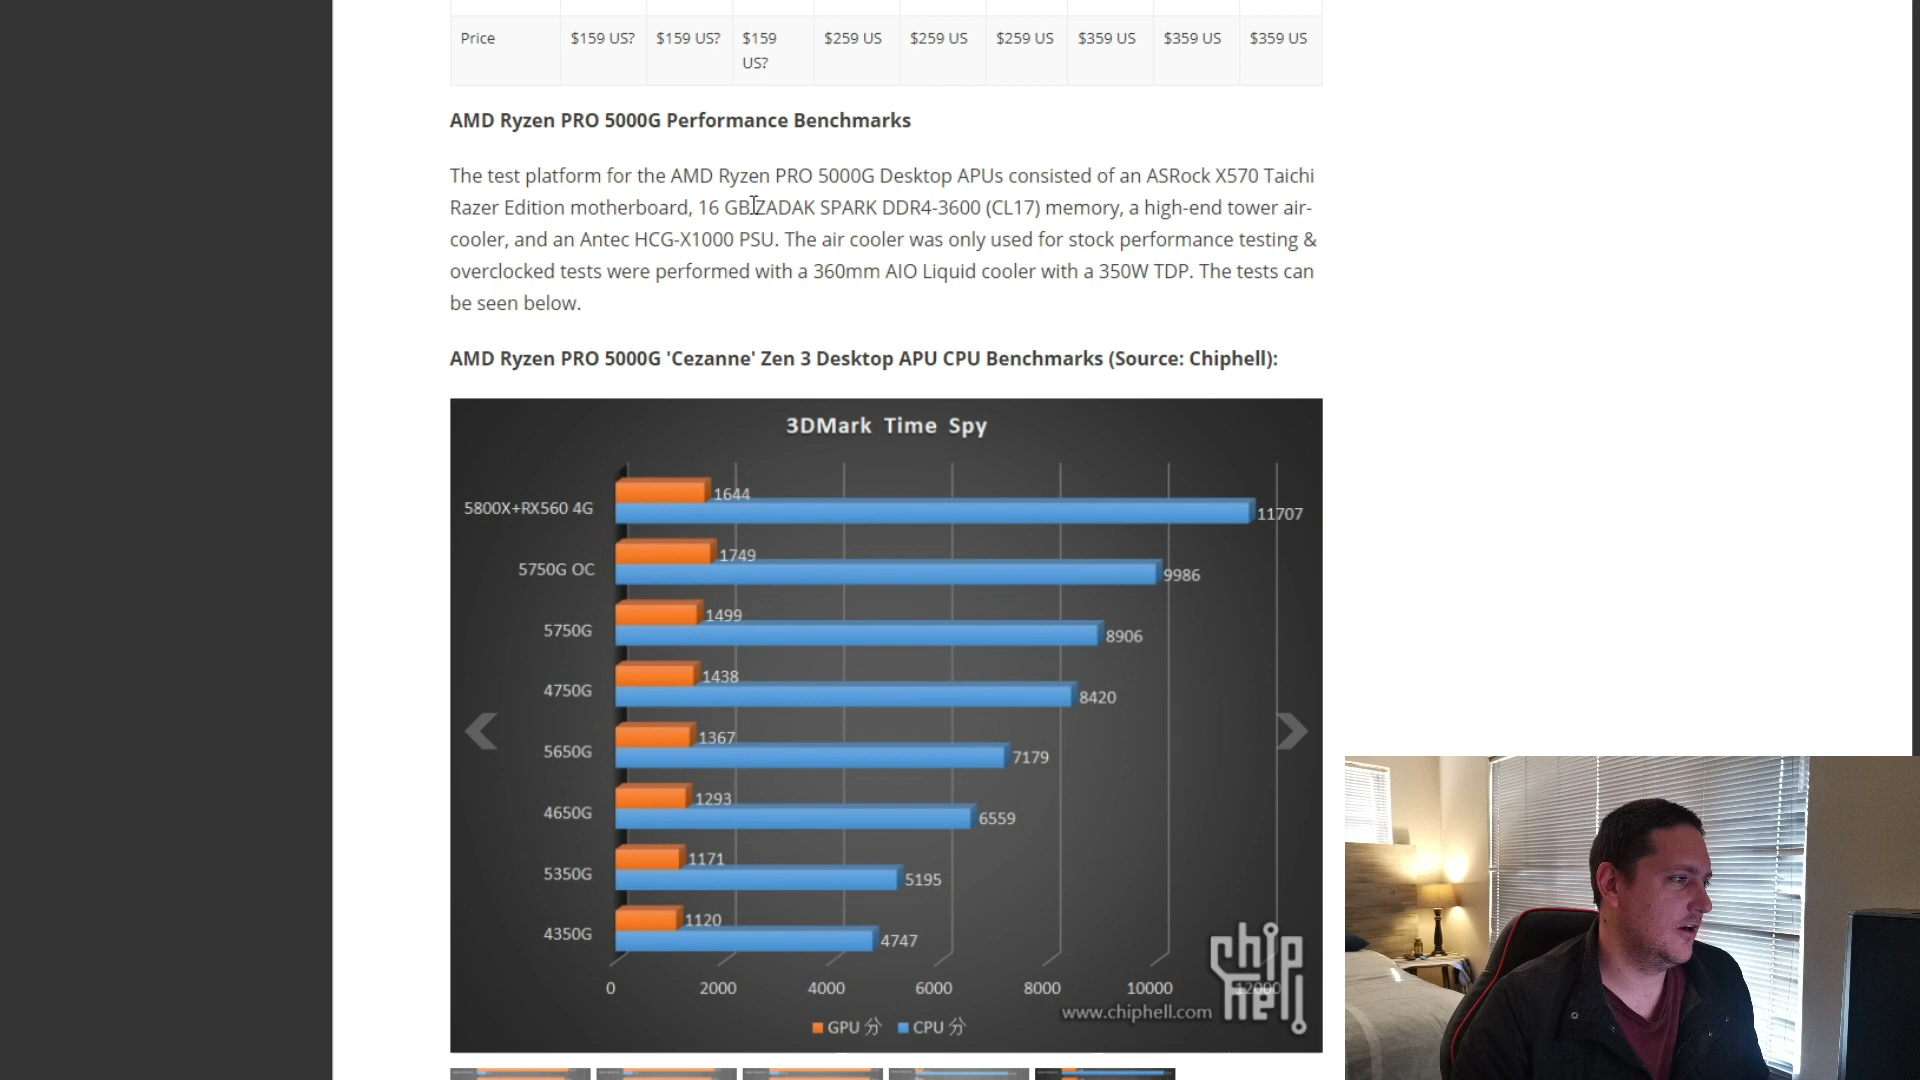 Price $159 US? $159 US? $159 US? $259 US $259 US $259 US $359 US $359 US $359 US
AMD Ryzen PRO 5000G Performance Benchmarks
The test platform for the AMD Ryzen PRO 5000G Desktop APUs consisted of an ASRock X570 Taichi
Razer Edition motherboard, 16 GB ZADAK SPARK DDR4-3600 (CL17) memory, a high-end tower air-
cooler, and an Antec HCG-X1000 PSU. The air cooler was only used for stock performance testing &
overclocked tests were performed with a 360mm AIO Liquid cooler with a 350W TDP. The tests can
be seen below.
AMD Ryzen PRO 5000G 'Cezanne' Zen 3 Desktop APU CPU Benchmarks (Source: Chiphell):
3DMark Time Spy
5800X+RX560 4G 1644 11707
5750G OC 1749 9986
5750G 1499 8906
4750G 1438 8420
5650G 1367 7179
4650G 1293 6559
5350G 1171 5195
4350G 1120 4747
0 2000 4000 6000 8000 10000 12000
GPU 分 CPU 分
www.chiphell.com
chip
hell